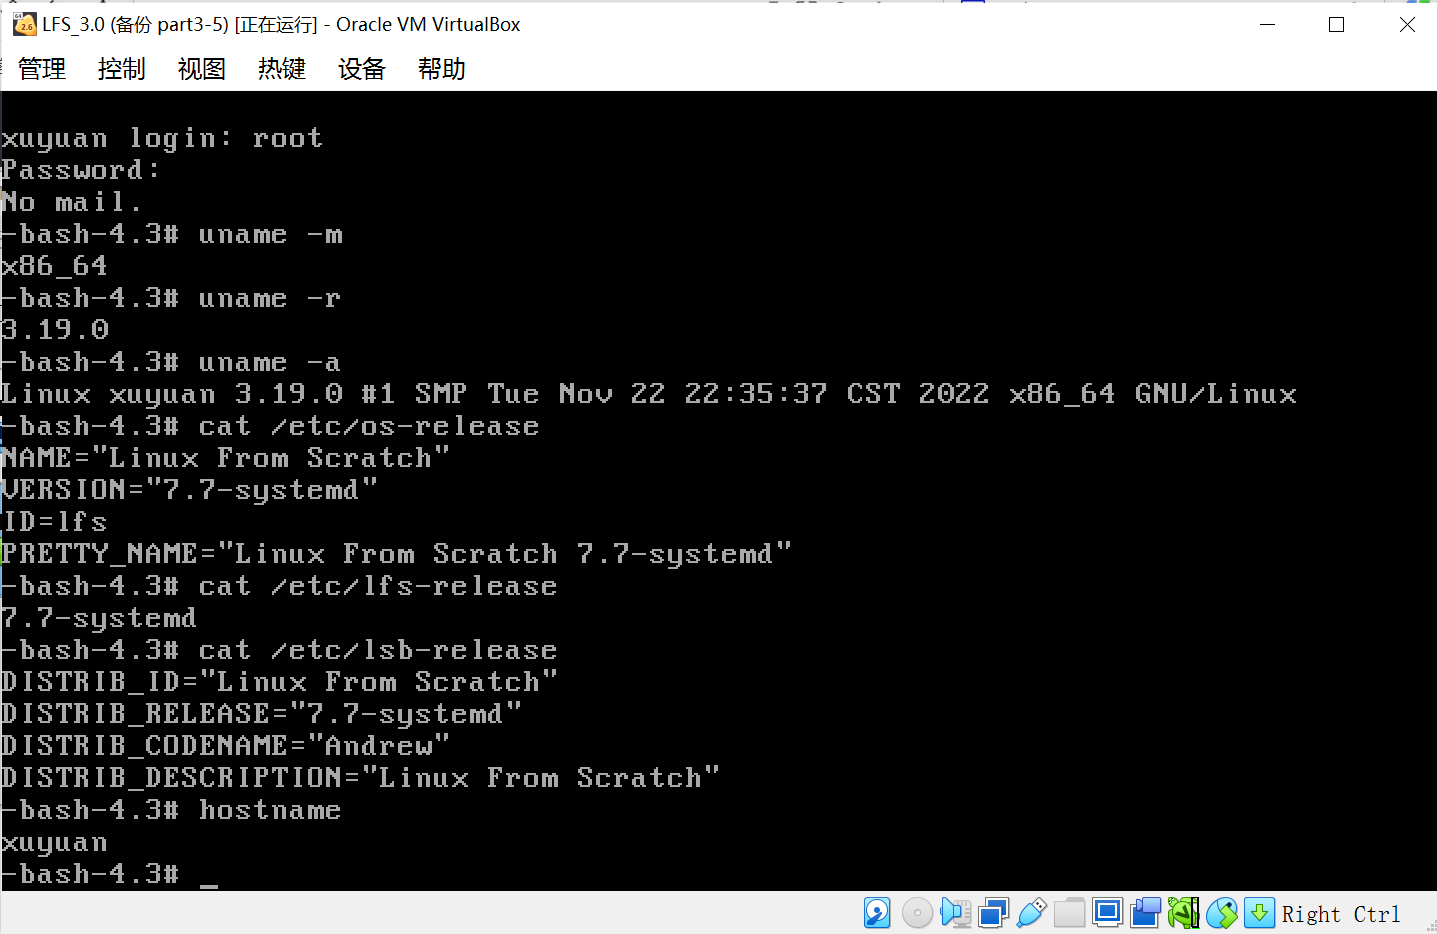 LFS_3.0 (备份 part3-5) [正在运行] - Oracle VM VirtualBox
管理 控制 视图 热键 设备 帮助
xuyuan login: root
Password:
No mail.
-bash-4.3# uname -m
x86_64
-bash-4.3# uname -r
3.19.0
-bash-4.3# uname -a
Linux xuyuan 3.19.0 #1 SMP Tue Nov 22 22:35:37 CST 2022 x86_64 GNU/Linux
-bash-4.3# cat /etc/os-release
NAME="Linux From Scratch"
VERSION="7.7-systemd"
ID=lfs
PRETTY_NAME="Linux From Scratch 7.7-systemd"
-bash-4.3# cat /etc/lfs-release
7.7-systemd
-bash-4.3# cat /etc/lsb-release
DISTRIB_ID="Linux From Scratch"
DISTRIB_RELEASE="7.7-systemd"
DISTRIB_CODENAME="Andrew"
DISTRIB_DESCRIPTION="Linux From Scratch"
-bash-4.3# hostname
xuyuan
-bash-4.3# _
Right Ctrl